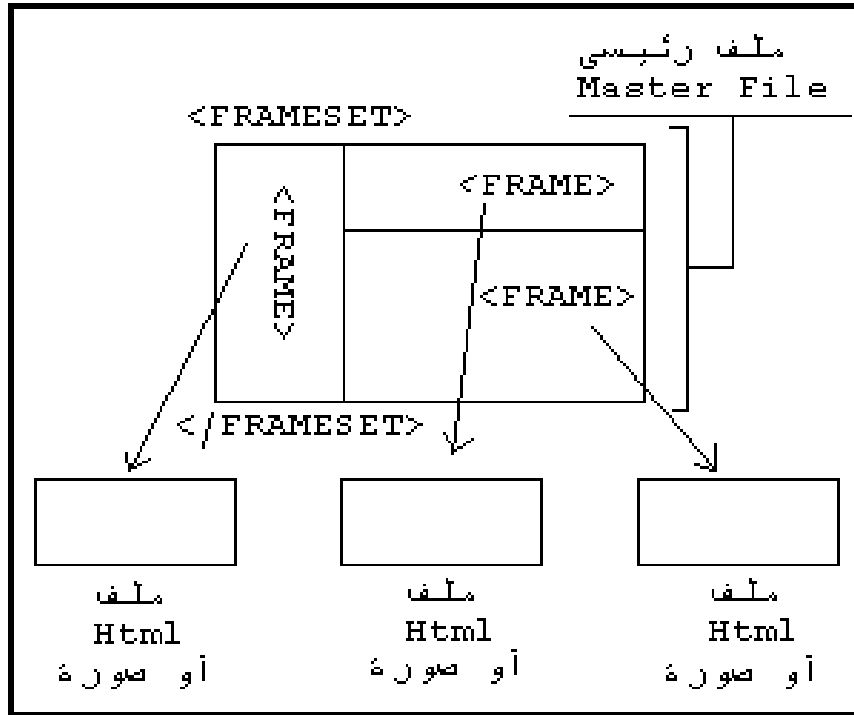 ملف رئيسي
Master File
<FRAMESET>
<FRAME>
<FRAME>
<FRAME>
</FRAMESET>
ملف
Html
أو صورة
ملف
Html
أو صورة
ملف
Html
أو صورة